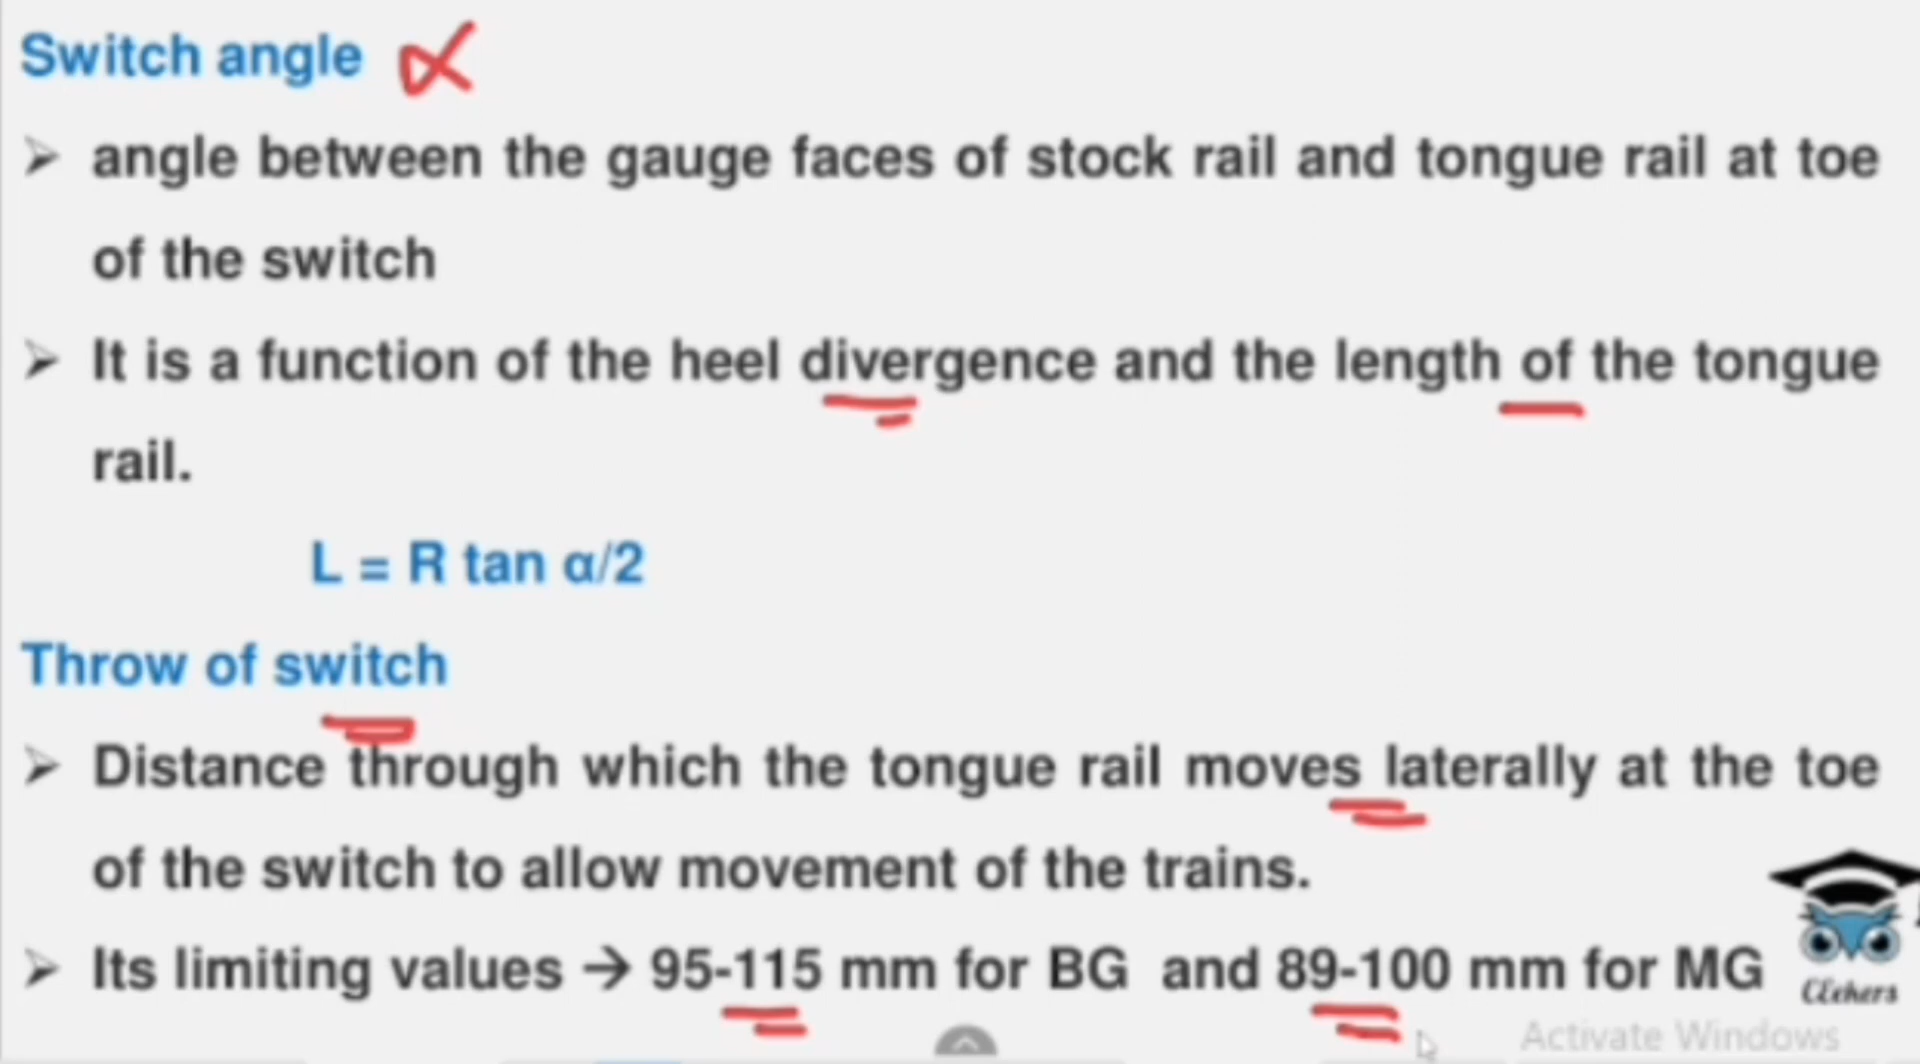 Switch angle α
➢ angle between the gauge faces of stock rail and tongue rail at toe
of the switch
➢ It is a function of the heel divergence and the length of the tongue
rail.
L = R tan α/2
Throw of switch
➢ Distance through which the tongue rail moves laterally at the toe
of the switch to allow movement of the trains.
➢ Its limiting values → 95-115 mm for BG and 89-100 mm for MG
CEekers
Activate Windows